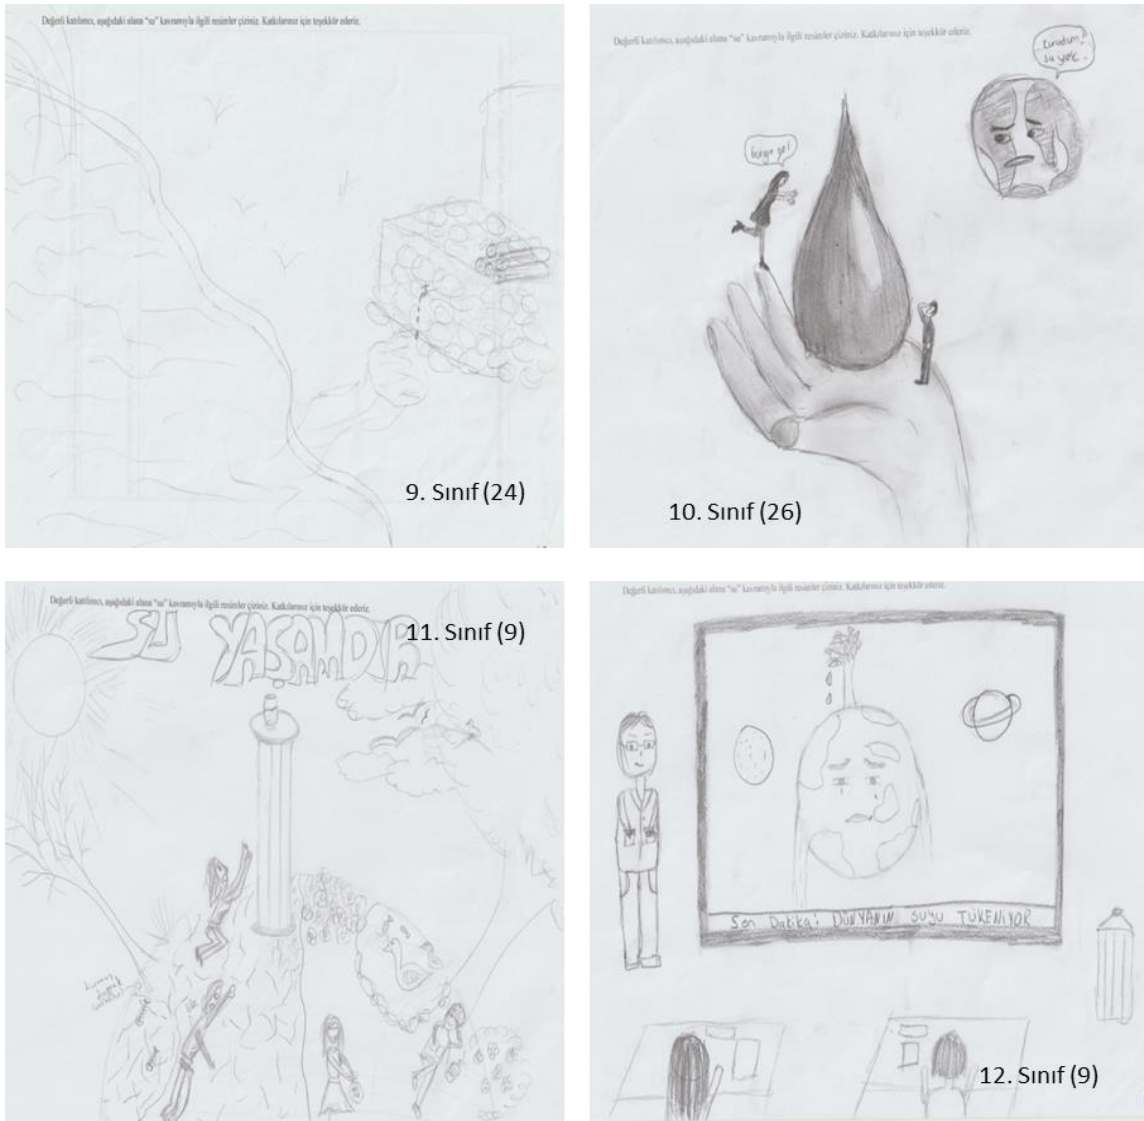 Değerli katılımcı, aşağıdaki alana "su" kavramıyla ilgili resimler çiziniz. Katkılarınız için teşekkür ederiz.
9. Sınıf (24)
Değerli katılımcı, aşağıdaki alana "su" kavramıyla ilgili resimler çiziniz. Katkılarınız için teşekkür ederiz.
kurudum!
su yok.
10. Sınıf (26)
Değerli katılımcı, aşağıdaki alana "su" kavramıyla ilgili resimler çiziniz. Katkılarınız için teşekkür ederiz.
SU YAŞAMDIR
11. Sınıf (9)
Değerli katılımcı, aşağıdaki alana "su" kavramıyla ilgili resimler çiziniz. Katkılarınız için teşekkür ederiz.
Son Dakika: DÜNYANIN SUYU TÜKENİYOR
12. Sınıf (9)